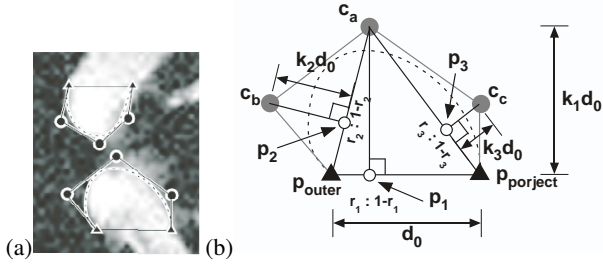 (a)
(b)
c_a
k_2d_0
c_b
p_2
r_2 : 1-r_2
p_3
c_c
r_3 : 1-r_3
k_3d_0
k_1d_0
p_outer
p_porject
p_1
r_1 : 1-r_1
d_0